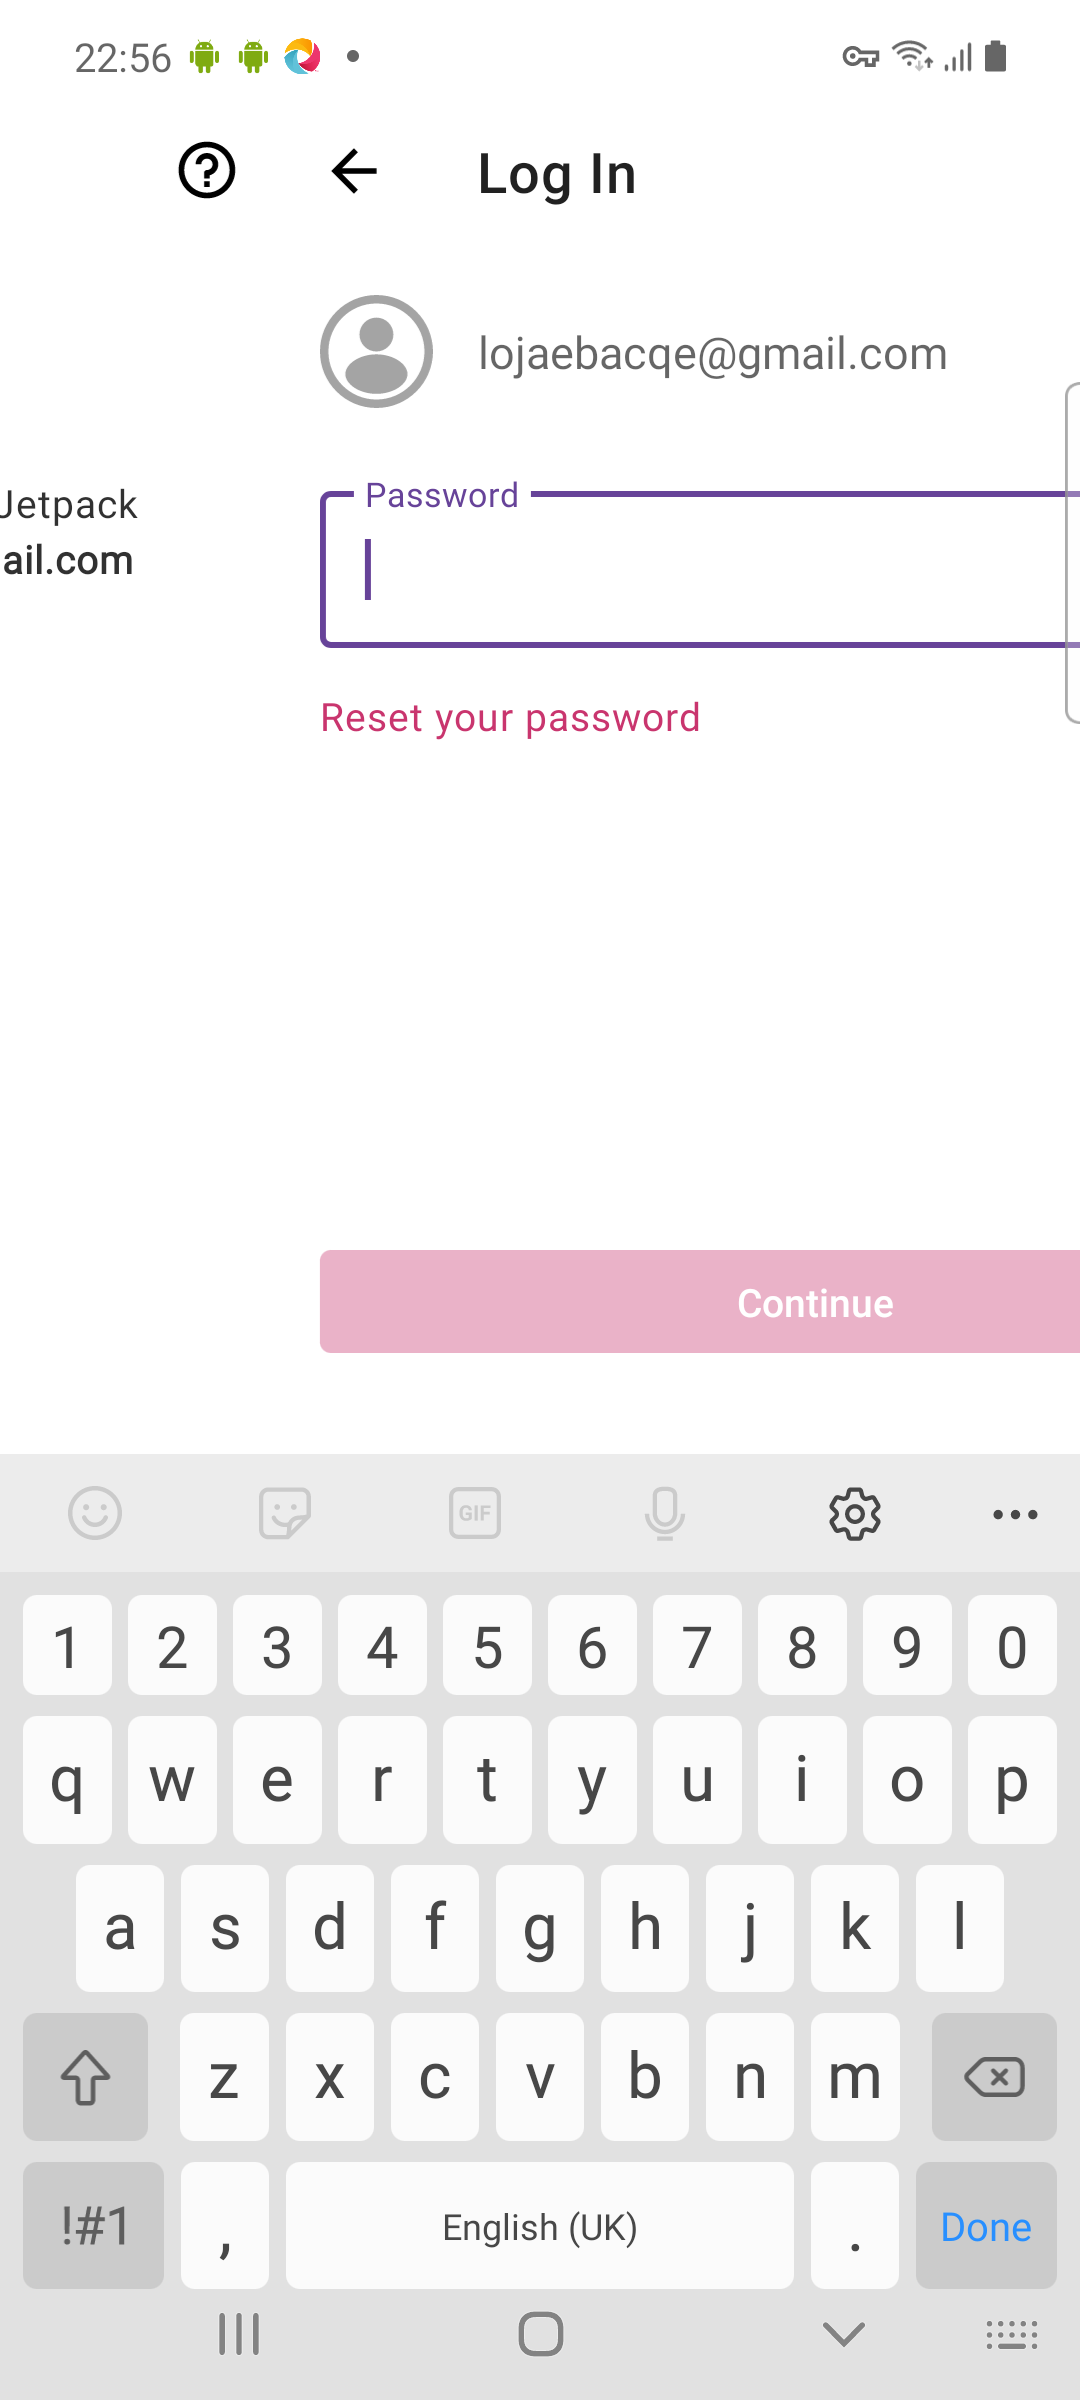 22:56
Log In
lojaebacqe@gmail.com
Jetpack
ail.com
Password
Reset your password
Continue
GIF
1 2 3 4 5 6 7 8 9 0
q w e r t y u i o p
a s d f g h j k l
z x c v b n m
!#1 , English (UK) . Done